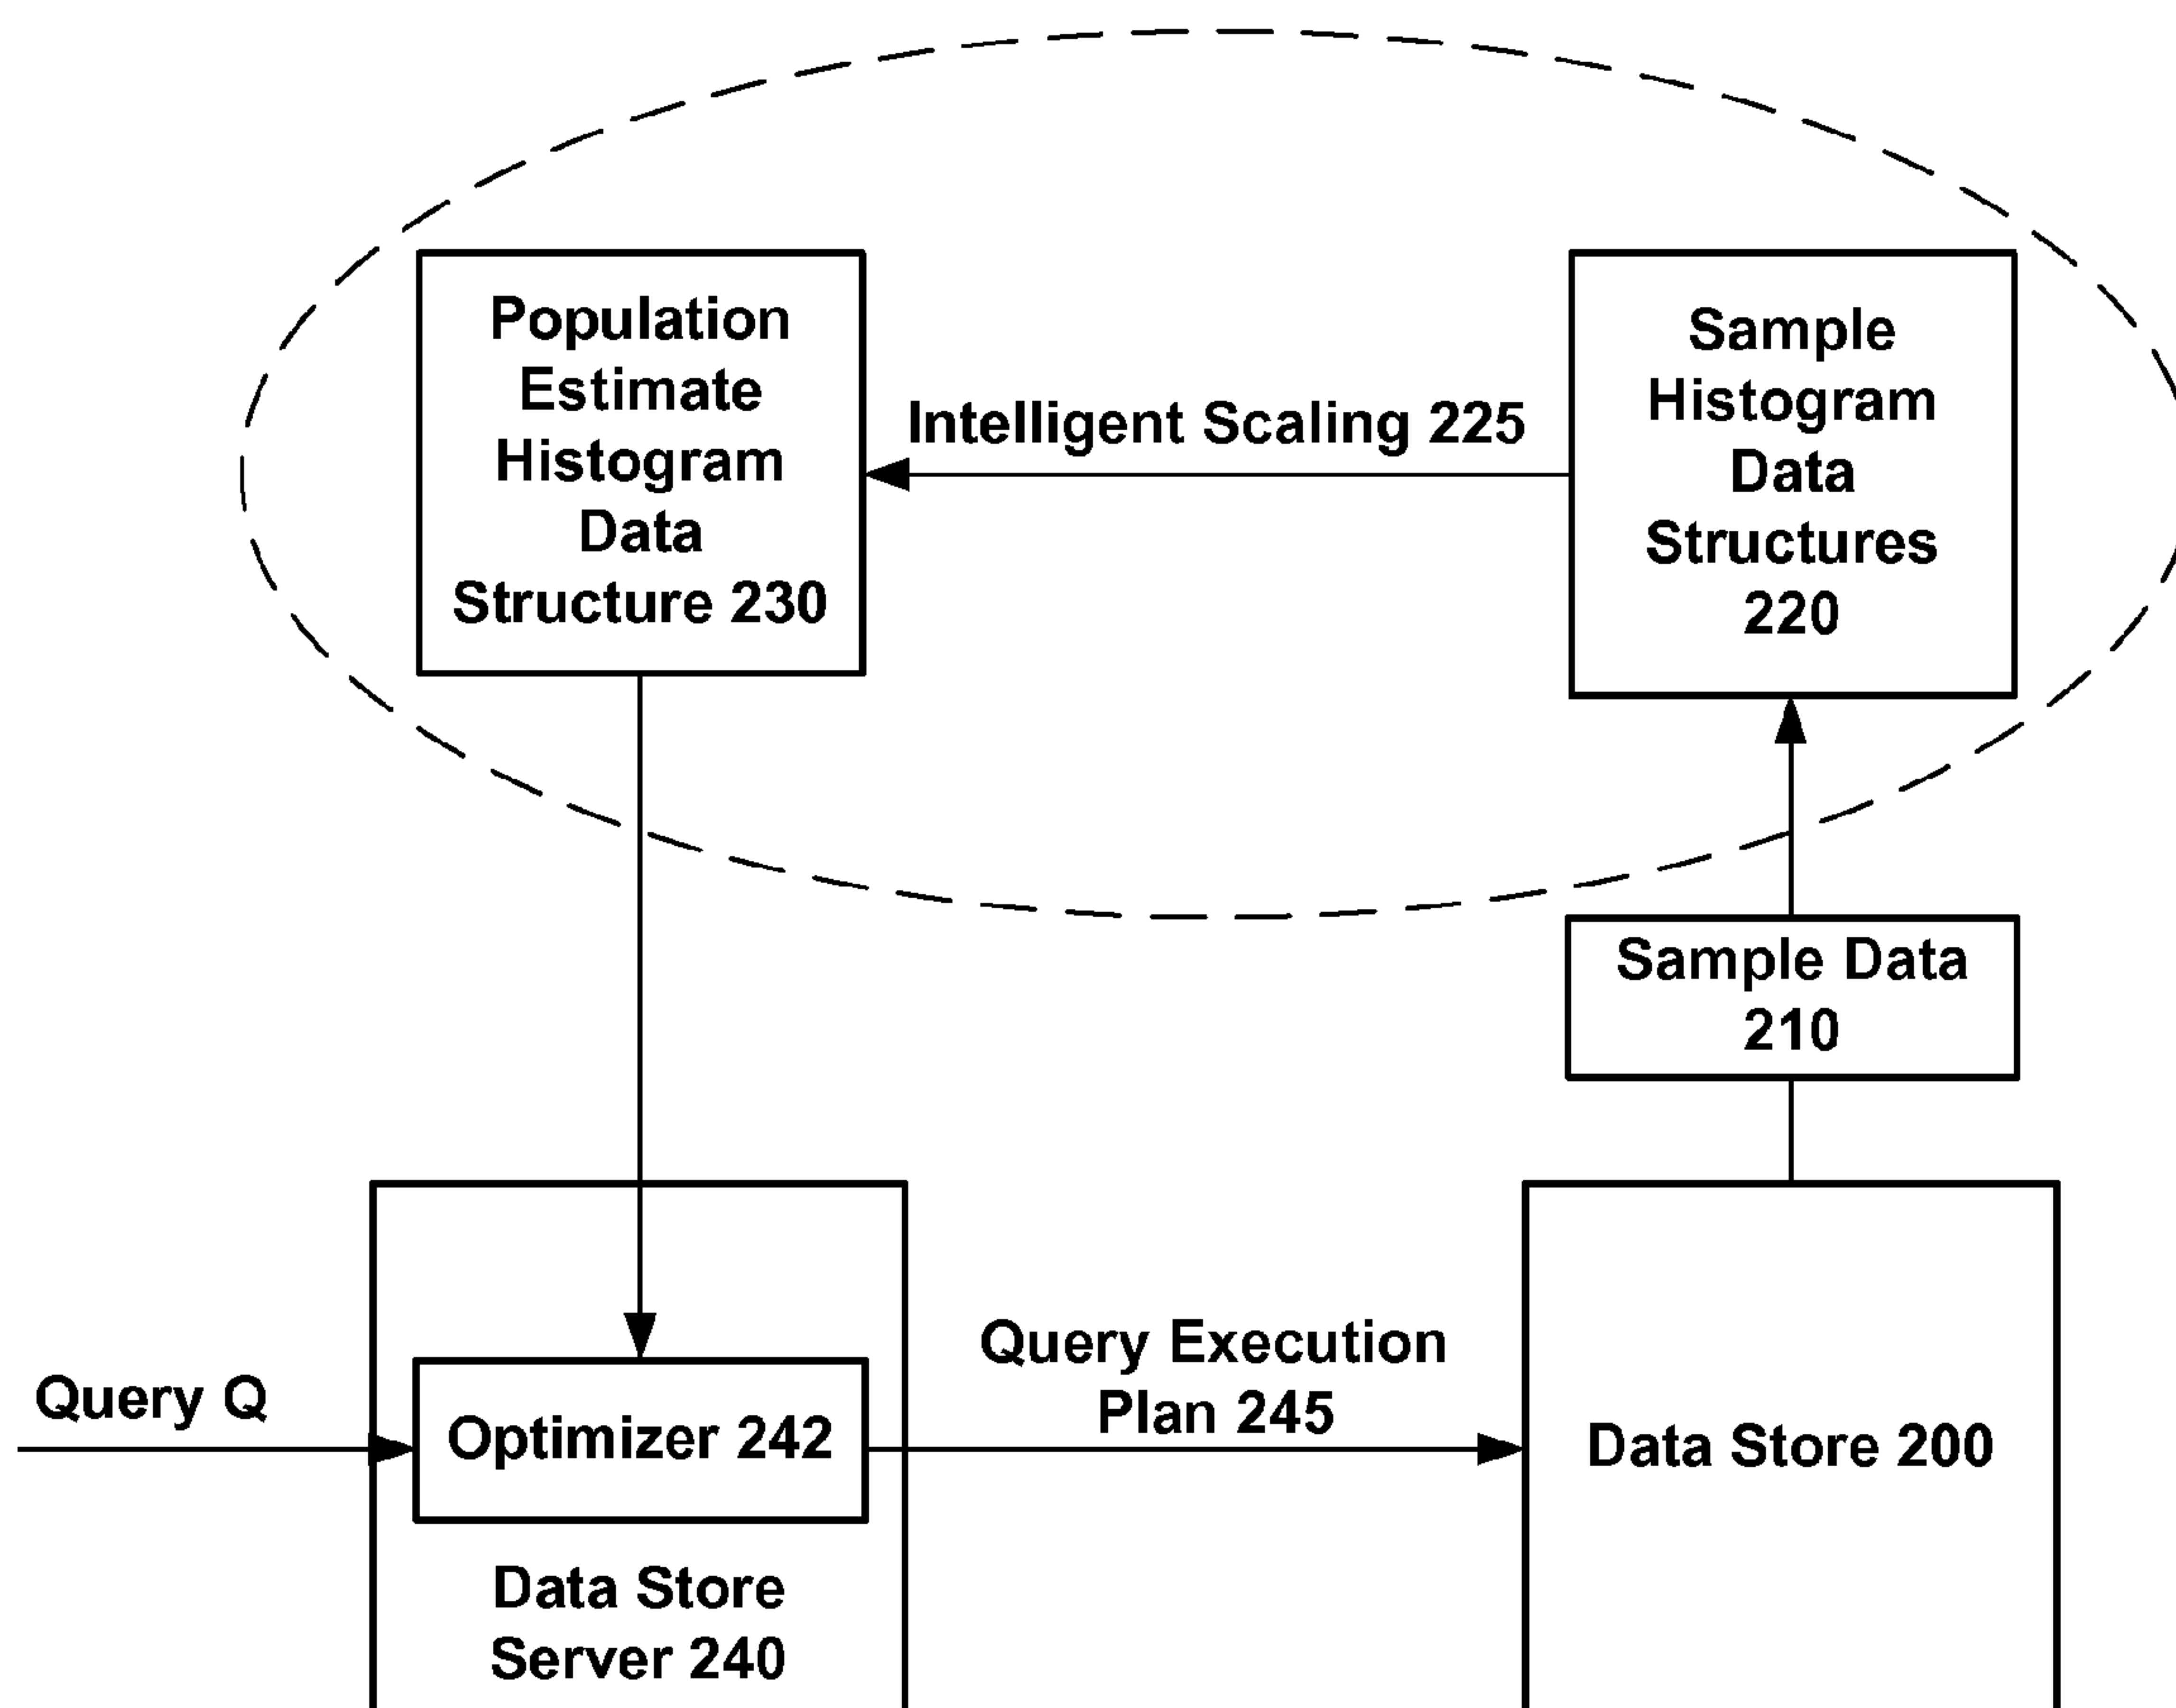 Population
Estimate
Histogram
Data
Structure 230
Intelligent Scaling 225
Sample
Histogram
Data
Structures
220
Sample Data
210
Query Q
Optimizer 242
Data Store
Server 240
Query Execution
Plan 245
Data Store 200